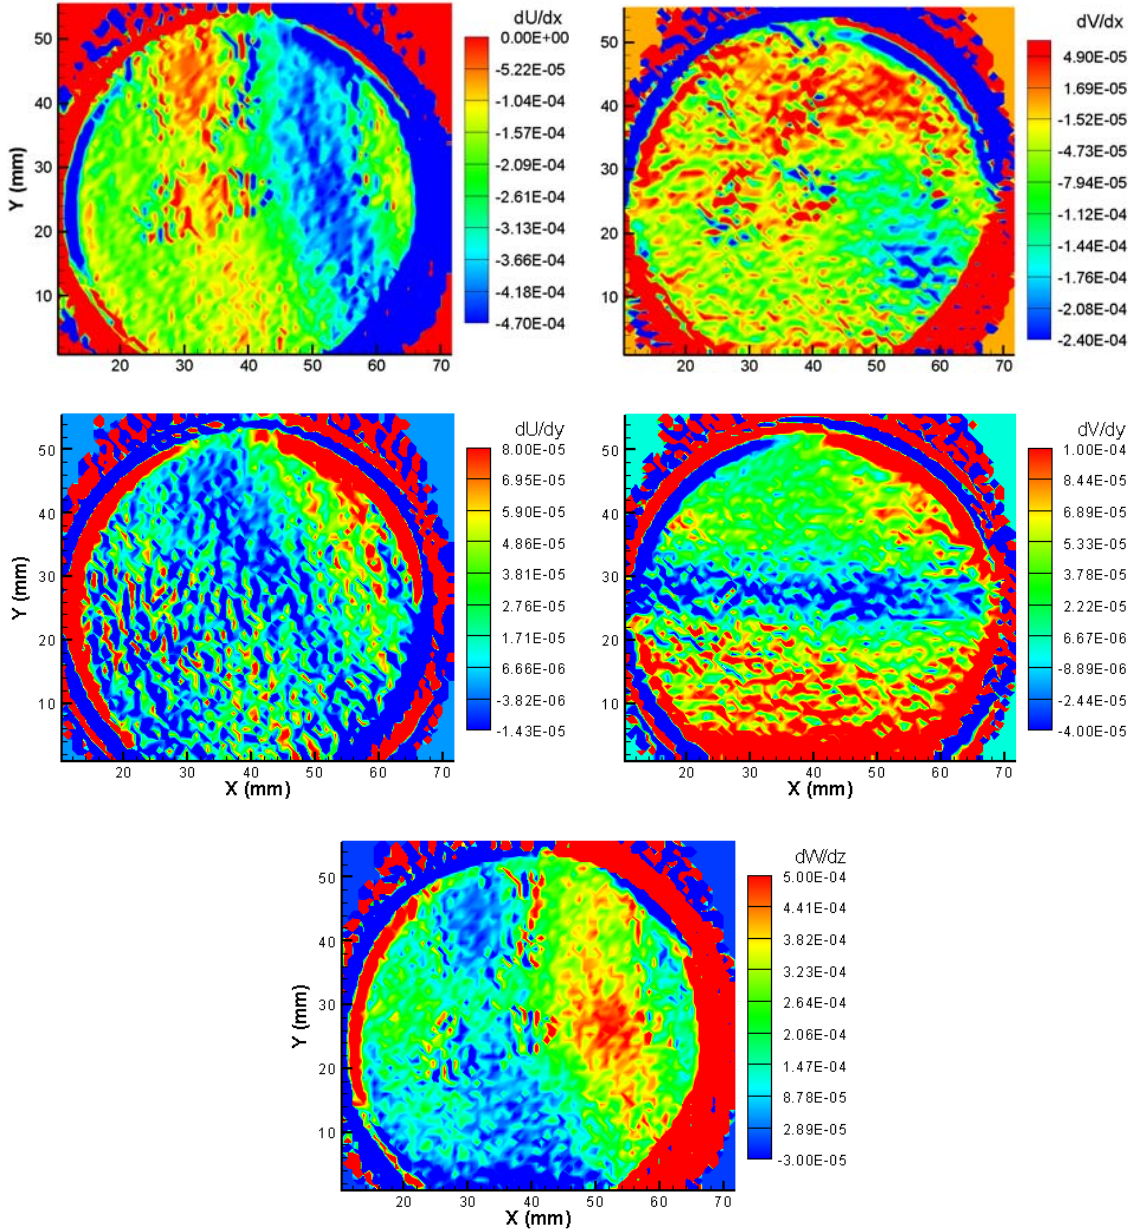 dU/dx
0.00E+00
-5.22E-05
-1.04E-04
-1.57E-04
-2.09E-04
-2.61E-04
-3.13E-04
-3.66E-04
-4.18E-04
-4.70E-04
Y (mm)
50
40
30
20
10
20 30 40 50 60 70
dV/dx
4.90E-05
1.69E-05
-1.52E-05
-4.73E-05
-7.94E-05
-1.12E-04
-1.44E-04
-1.76E-04
-2.08E-04
-2.40E-04
50
40
30
20
10
20 30 40 50 60 70
dU/dy
8.00E-05
6.95E-05
5.90E-05
4.86E-05
3.81E-05
2.76E-05
1.71E-05
6.66E-06
-3.82E-06
-1.43E-05
Y (mm)
50
40
30
20
10
20 30 40 50 60 70
X (mm)
dV/dy
1.00E-04
8.44E-05
6.89E-05
5.33E-05
3.78E-05
2.22E-05
6.67E-06
-8.89E-06
-2.44E-05
-4.00E-05
50
40
30
20
10
20 30 40 50 60 70
X (mm)
dW/dz
5.00E-04
4.41E-04
3.82E-04
3.23E-04
2.64E-04
2.06E-04
1.47E-04
8.78E-05
2.89E-05
-3.00E-05
Y (mm)
50
40
30
20
10
20 30 40 50 60 70
X (mm)